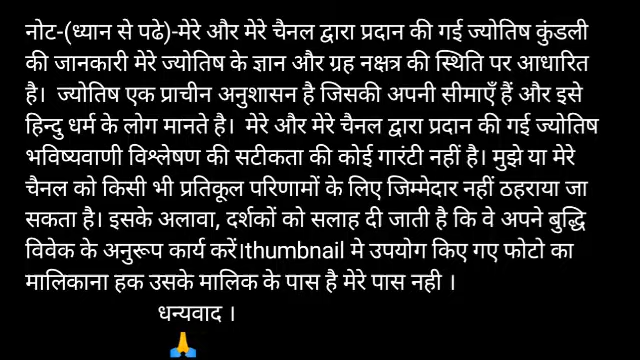 नोट-(ध्यान से पढे)-मेरे और मेरे चैनल द्वारा प्रदान की गई ज्योतिष कुंडली
की जानकारी मेरे ज्योतिष के ज्ञान और ग्रह नक्षत्र की स्थिति पर आधारित
है। ज्योतिष एक प्राचीन अनुशासन है जिसकी अपनी सीमाएँ हैं और इसे
हिन्दु धर्म के लोग मानते है। मेरे और मेरे चैनल द्वारा प्रदान की गई ज्योतिष
भविष्यवाणी विश्लेषण की सटीकता की कोई गारंटी नहीं है। मुझे या मेरे
चैनल को किसी भी प्रतिकूल परिणामों के लिए जिम्मेदार नहीं ठहराया जा
सकता है। इसके अलावा, दर्शकों को सलाह दी जाती है कि वे अपने बुद्धि
विवेक के अनुरूप कार्य करें।thumbnail मे उपयोग किए गए फोटो का
मालिकाना हक उसके मालिक के पास है मेरे पास नही ।
धन्यवाद ।
🙏